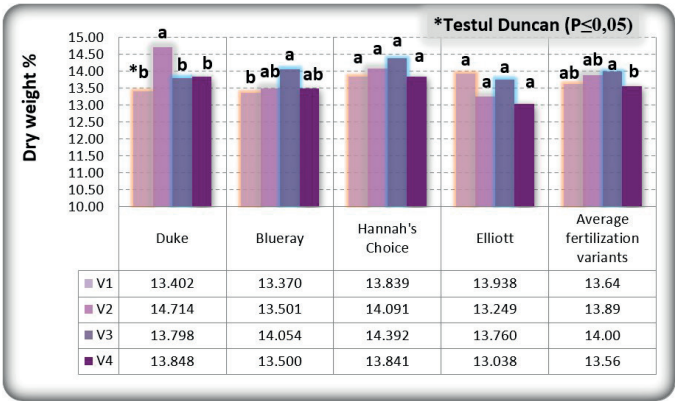 *Testul Duncan (P≤0,05)
Dry weight %
15.00
14.50
14.00
13.50
13.00
12.50
12.00
11.50
11.00
10.50
10.00
*b a b b
b ab a ab
a a a a
a a a a
ab a a b
Duke Blueray Hannah's Choice Elliott Average fertilization variants
V1 13.402 13.370 13.839 13.938 13.64
V2 14.714 13.501 14.091 13.249 13.89
V3 13.798 14.054 14.392 13.760 14.00
V4 13.848 13.500 13.841 13.038 13.56